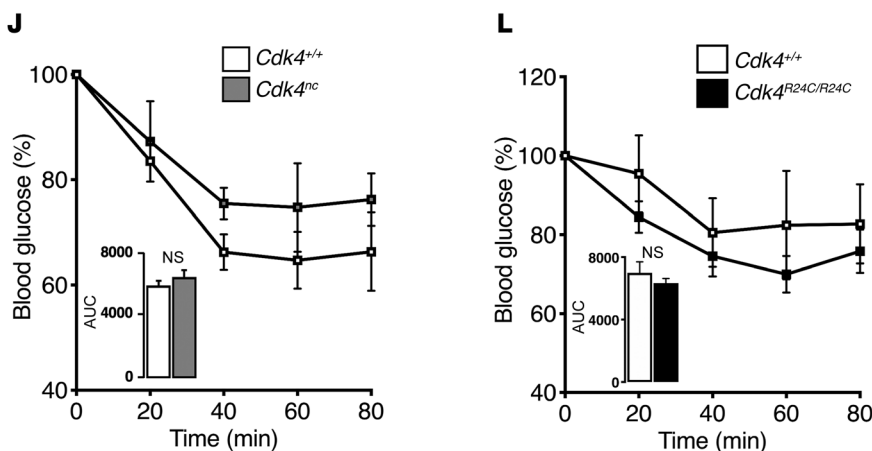 J
Cdk4+/+
Cdk4nc
Blood glucose (%)
100
80
60
40
8000
4000
0
AUC
NS
0 20 40 60 80
Time (min)
L
Cdk4+/+
Cdk4R24C/R24C
Blood glucose (%)
120
100
80
60
40
8000
4000
0
AUC
NS
0 20 40 60 80
Time (min)